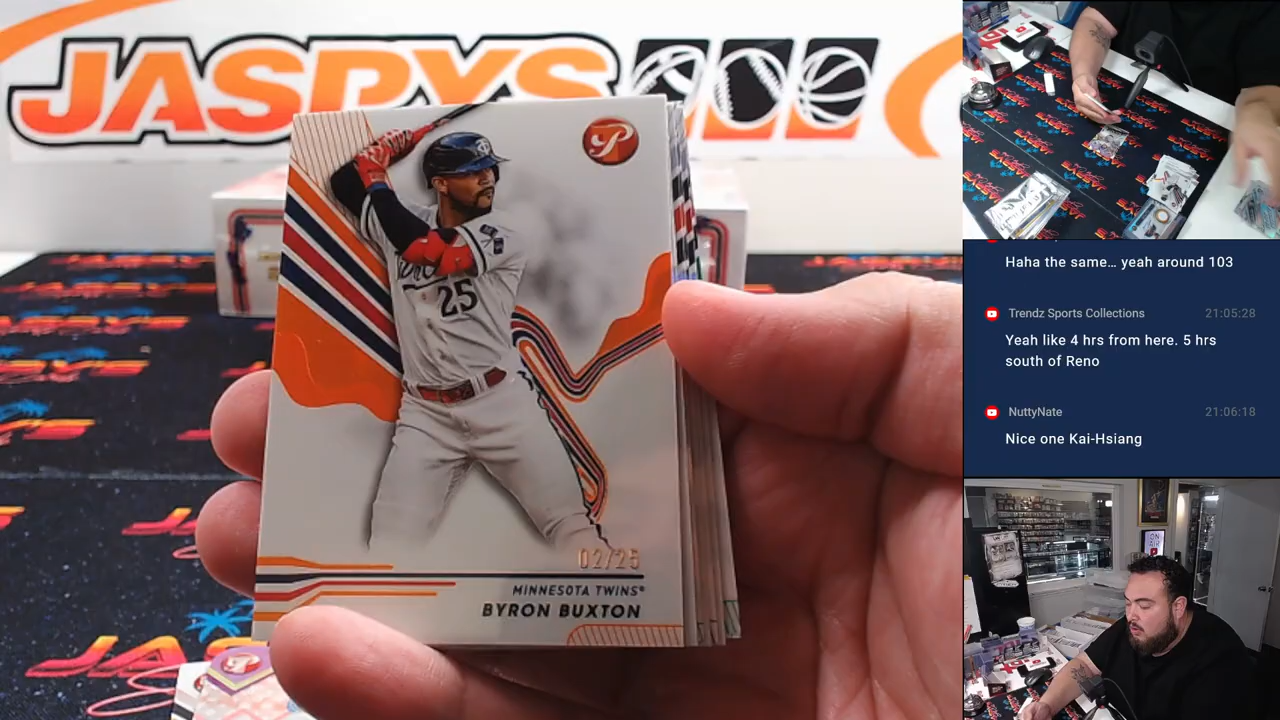 JASPYS
25
02/25
MINNESOTA TWINS®
BYRON BUXTON
Haha the same… yeah around 103
Trendz Sports Collections 21:05:28
Yeah like 4 hrs from here. 5 hrs
south of Reno
NuttyNate 21:06:18
Nice one Kai-Hsiang